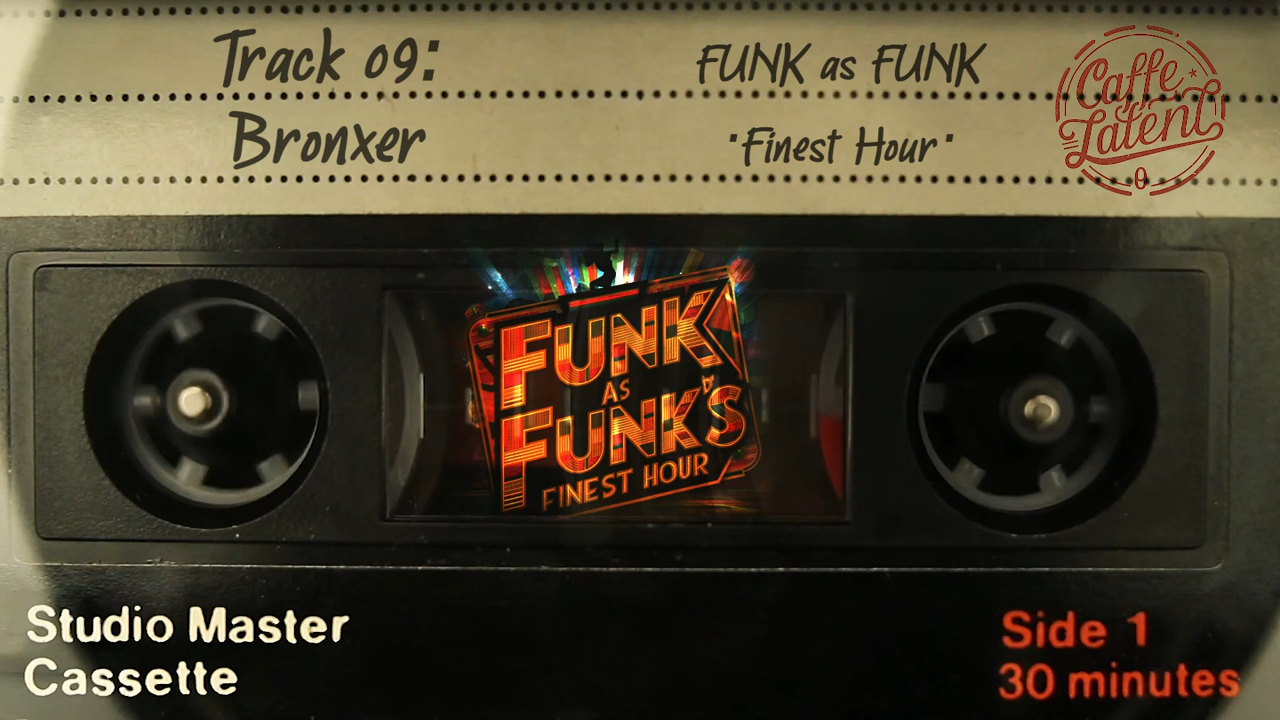 Track 09:
FUNK as FUNK
Bronxer
"Finest Hour"
Caffe
Latent
FUNK
AS
FUNK'S
FINEST HOUR
Studio Master
Cassette
Side 1
30 minutes